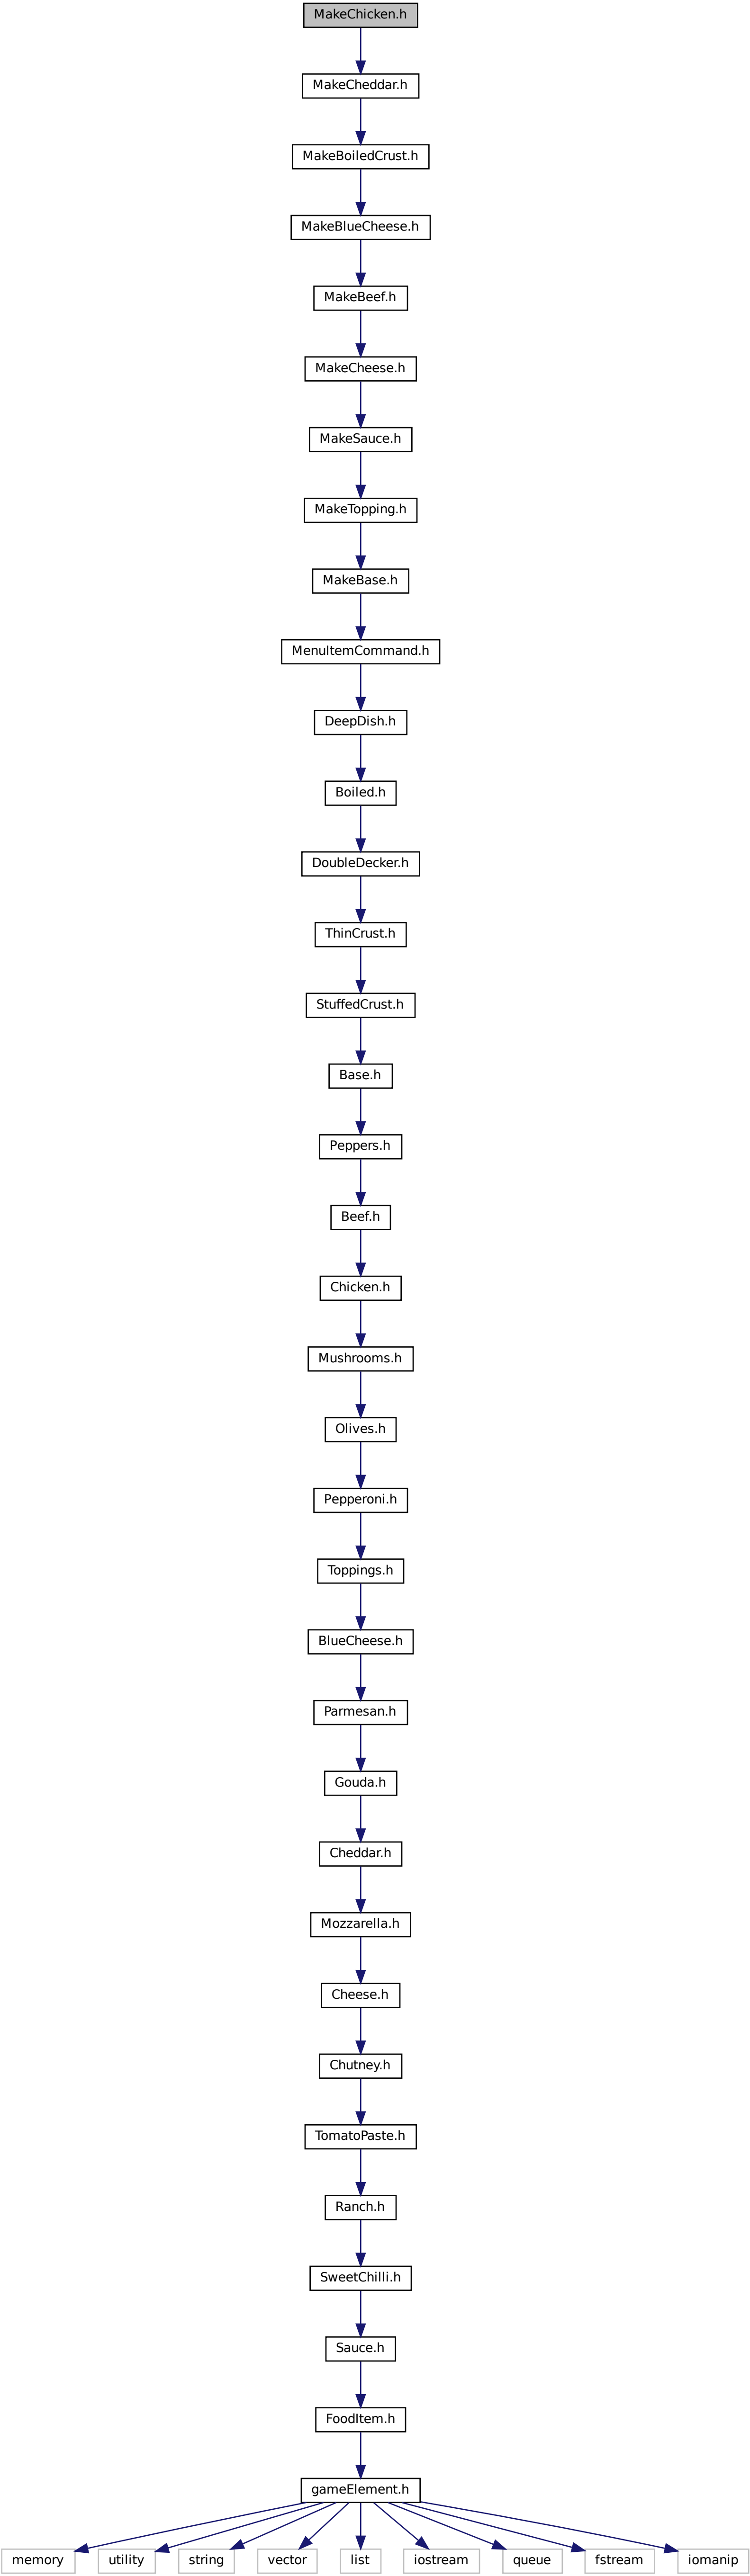 MakeChicken.h
MakeCheddar.h
MakeBoiledCrust.h
MakeBlueCheese.h
MakeBeef.h
MakeCheese.h
MakeSauce.h
MakeTopping.h
MakeBase.h
MenuItemCommand.h
DeepDish.h
Boiled.h
DoubleDecker.h
ThinCrust.h
StuffedCrust.h
Base.h
Peppers.h
Beef.h
Chicken.h
Mushrooms.h
Olives.h
Pepperoni.h
Toppings.h
BlueCheese.h
Parmesan.h
Gouda.h
Cheddar.h
Mozzarella.h
Cheese.h
Chutney.h
TomatoPaste.h
Ranch.h
SweetChilli.h
Sauce.h
FoodItem.h
gameElement.h
memory utility string vector list iostream queue fstream iomanip